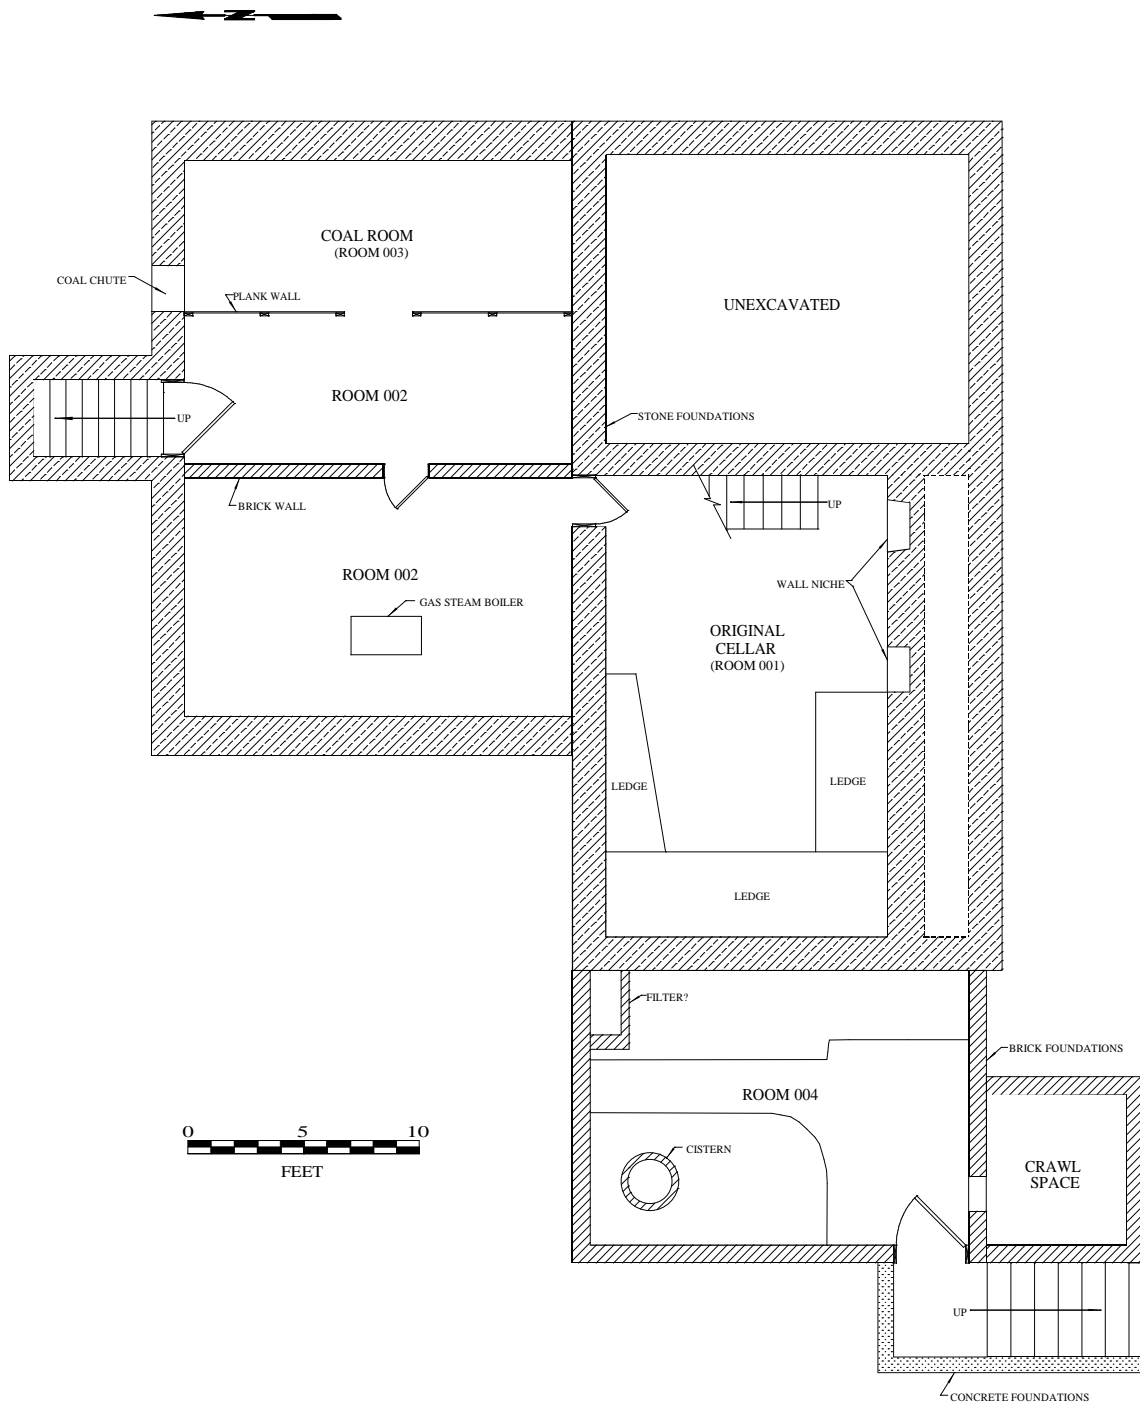 N
COAL ROOM
(ROOM 003)
COAL CHUTE
PLANK WALL
UNEXCAVATED
ROOM 002
UP
STONE FOUNDATIONS
BRICK WALL
UP
ROOM 002
WALL NICHE
GAS STEAM BOILER
ORIGINAL
CELLAR
(ROOM 001)
LEDGE
LEDGE
LEDGE
FILTER?
BRICK FOUNDATIONS
ROOM 004
0 5 10
FEET
CISTERN
CRAWL
SPACE
UP
CONCRETE FOUNDATIONS